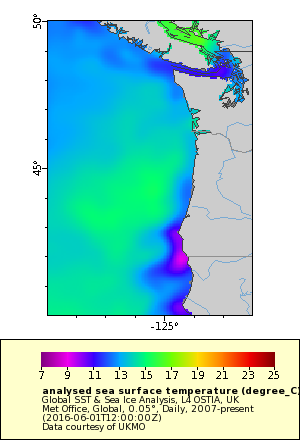 50°
45°
-125°
7 9 11 13 15 17 19 21 23 25
analysed sea surface temperature (degree_C)
Global SST & Sea Ice Analysis, L4 OSTIA, UK
Met Office, Global, 0.05°, Daily, 2007-present
(2016-06-01T12:00:00Z)
Data courtesy of UKMO